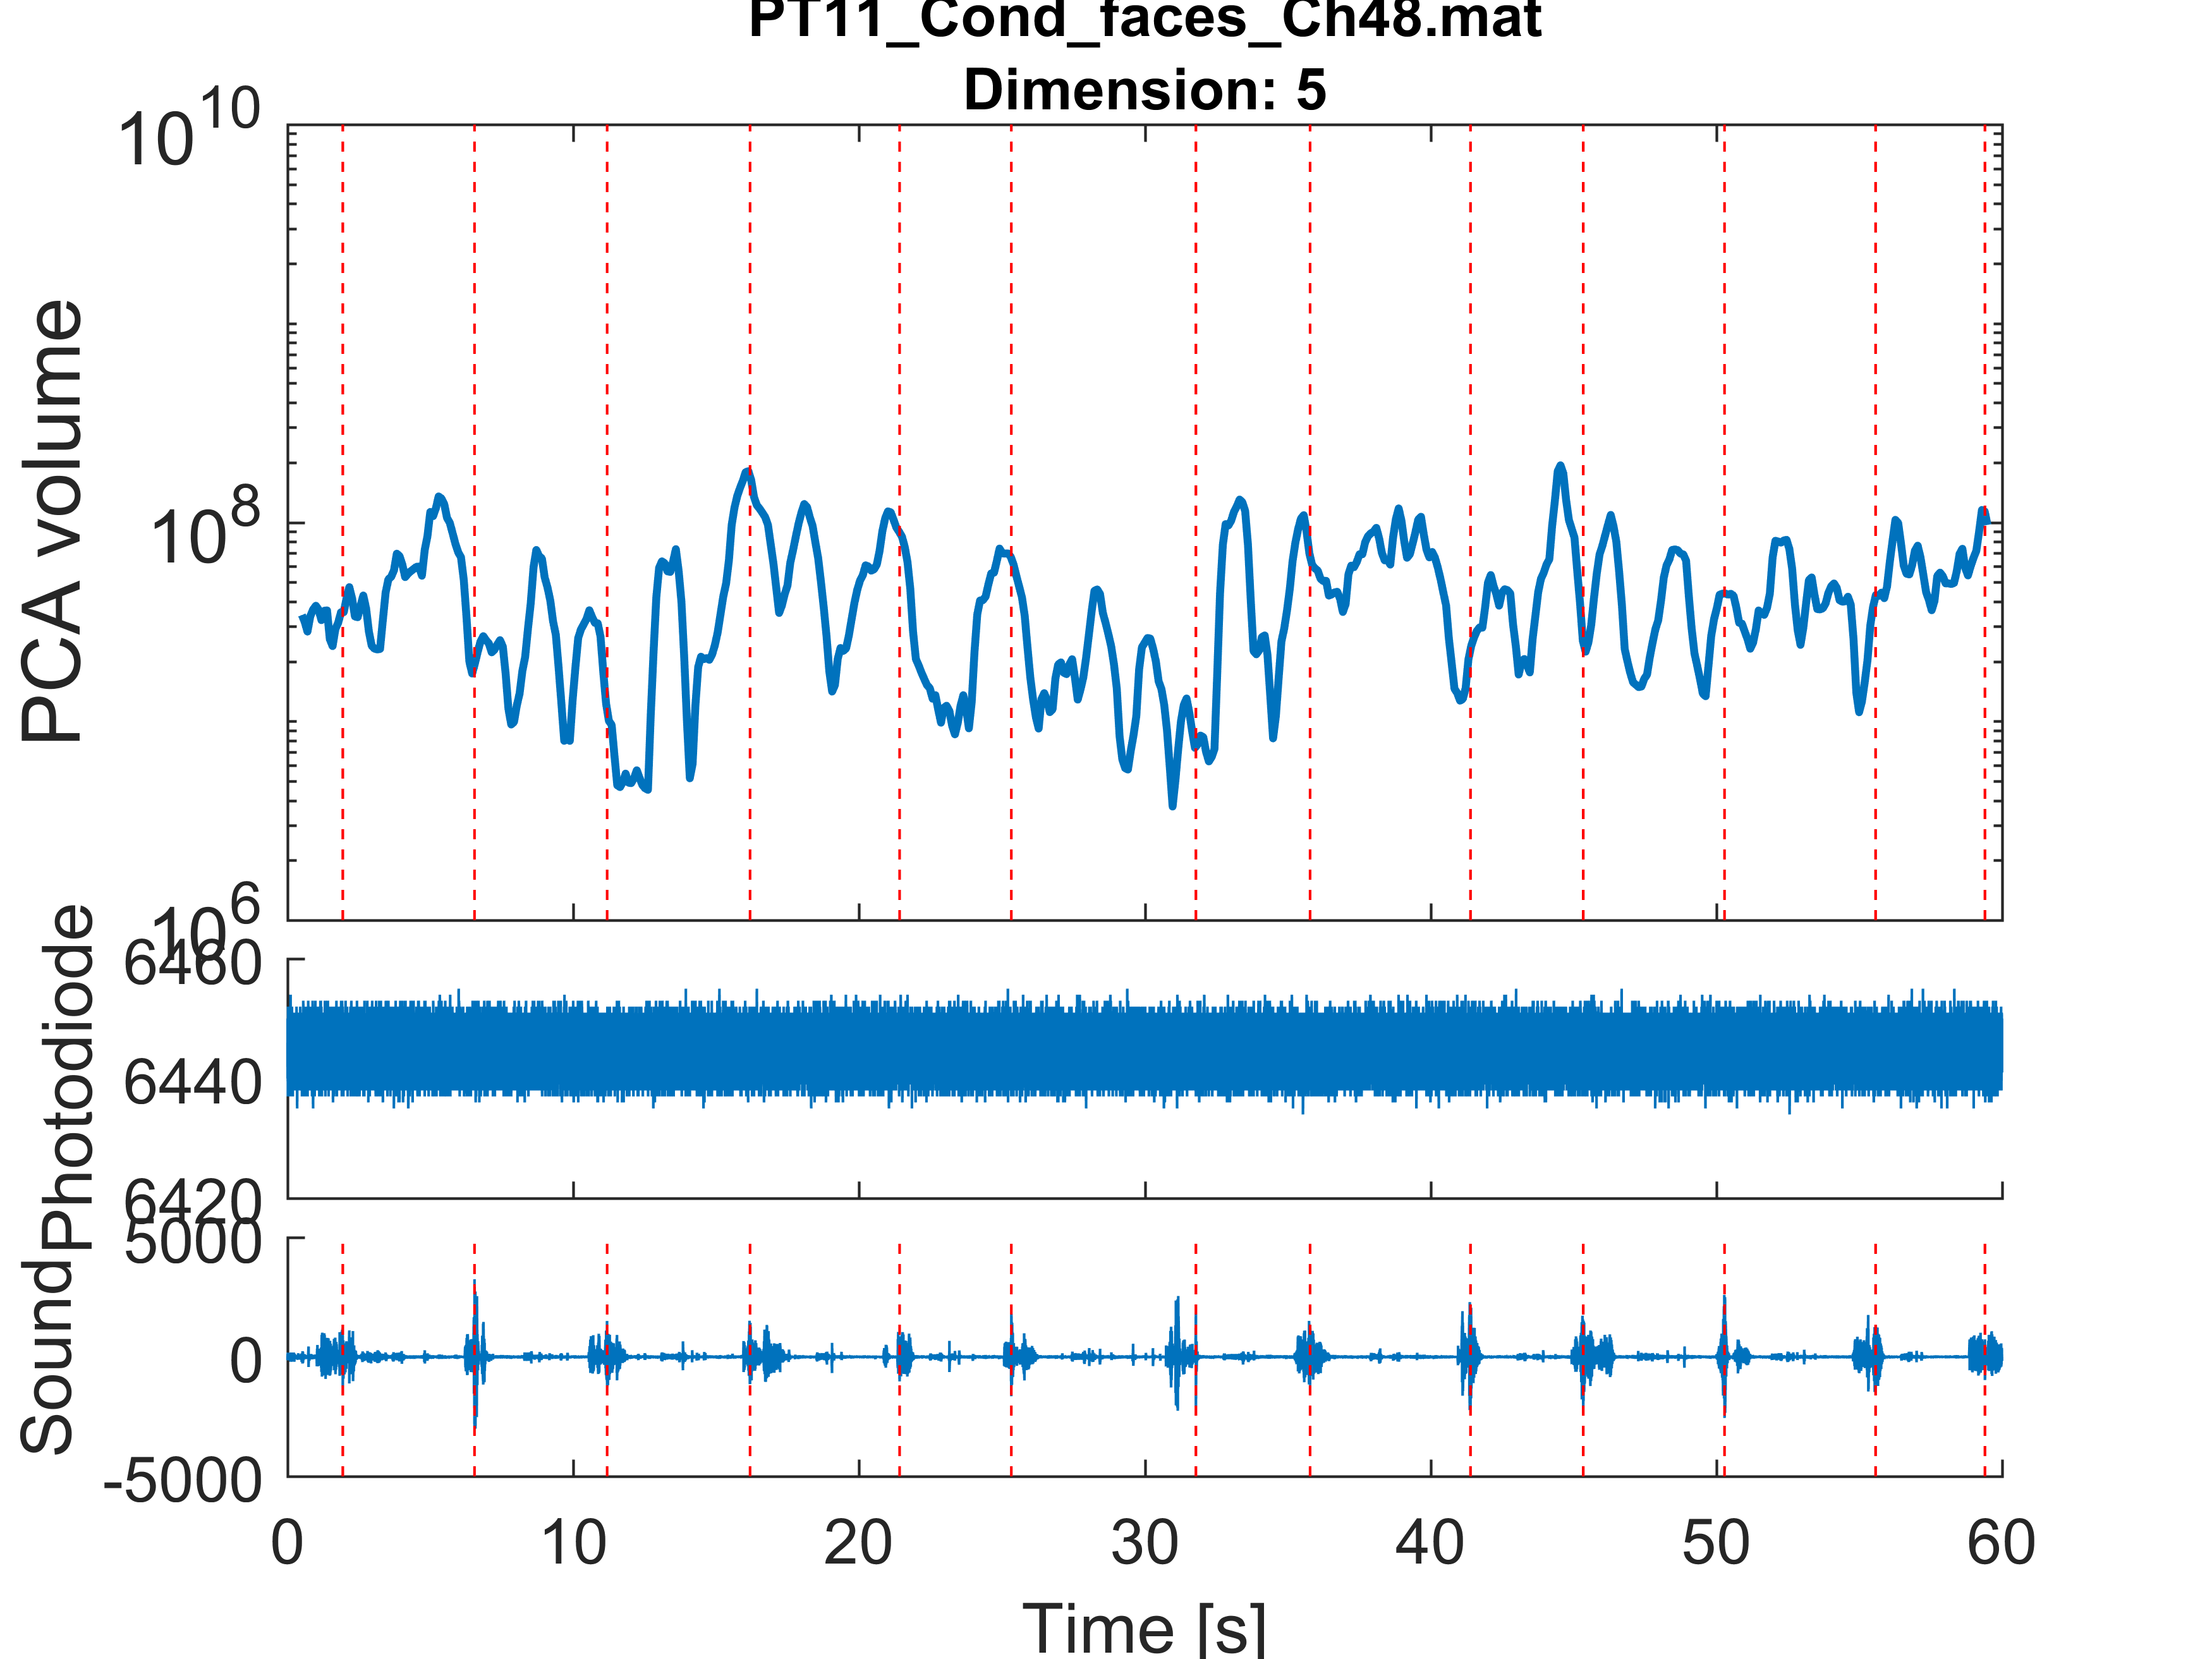 PT11_Cond_faces_Ch48.mat
Dimension: 5
10^10
10^8
10^6
PCA volume
6460
6440
6420
Photodiode
5000
0
-5000
Sound
0 10 20 30 40 50 60
Time [s]